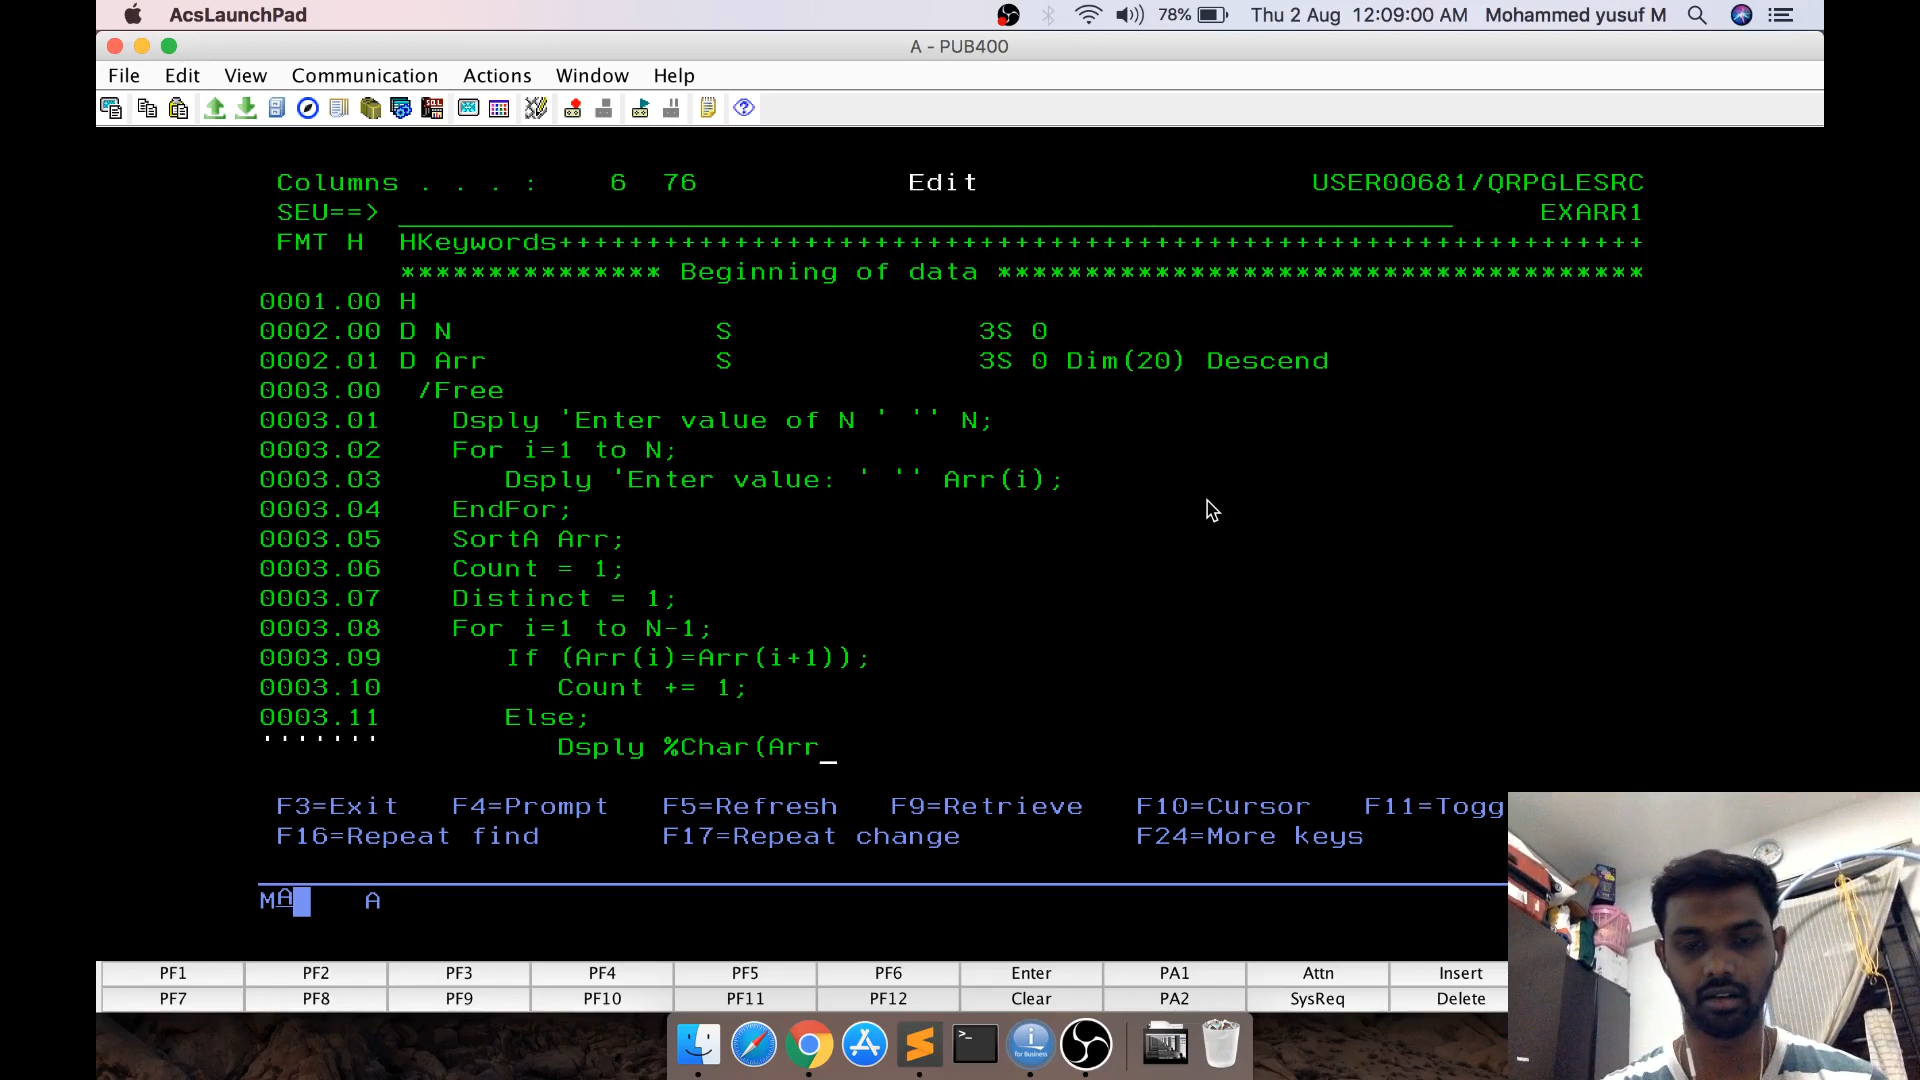 AcsLaunchPad 78% Thu 2 Aug 12:09:00 AM Mohammed yusuf M
A - PUB400
File Edit View Communication Actions Window Help
Columns . . . : 6 76 Edit USER00681/QRPGLESRC
SEU==> EXARR1
FMT H HKeywords++++++++++++++++++++++++++++++++++++++++++++++++++++++++++++++
*************** Beginning of data *************************************
0001.00 H
0002.00 D N S 3S 0
0002.01 D Arr S 3S 0 Dim(20) Descend
0003.00 /Free
0003.01 Dsply 'Enter value of N ' '' N;
0003.02 For i=1 to N;
0003.03 Dsply 'Enter value: ' '' Arr(i);
0003.04 EndFor;
0003.05 SortA Arr;
0003.06 Count = 1;
0003.07 Distinct = 1;
0003.08 For i=1 to N-1;
0003.09 If (Arr(i)=Arr(i+1));
0003.10 Count += 1;
0003.11 Else;
''''''' Dsply %Char(Arr_
F3=Exit F4=Prompt F5=Refresh F9=Retrieve F10=Cursor F11=Togg
F16=Repeat find F17=Repeat change F24=More keys
MA A
PF1 PF2 PF3 PF4 PF5 PF6 Enter PA1 Attn Insert
PF7 PF8 PF9 PF10 PF11 PF12 Clear PA2 SysReq Delete
i
for Business